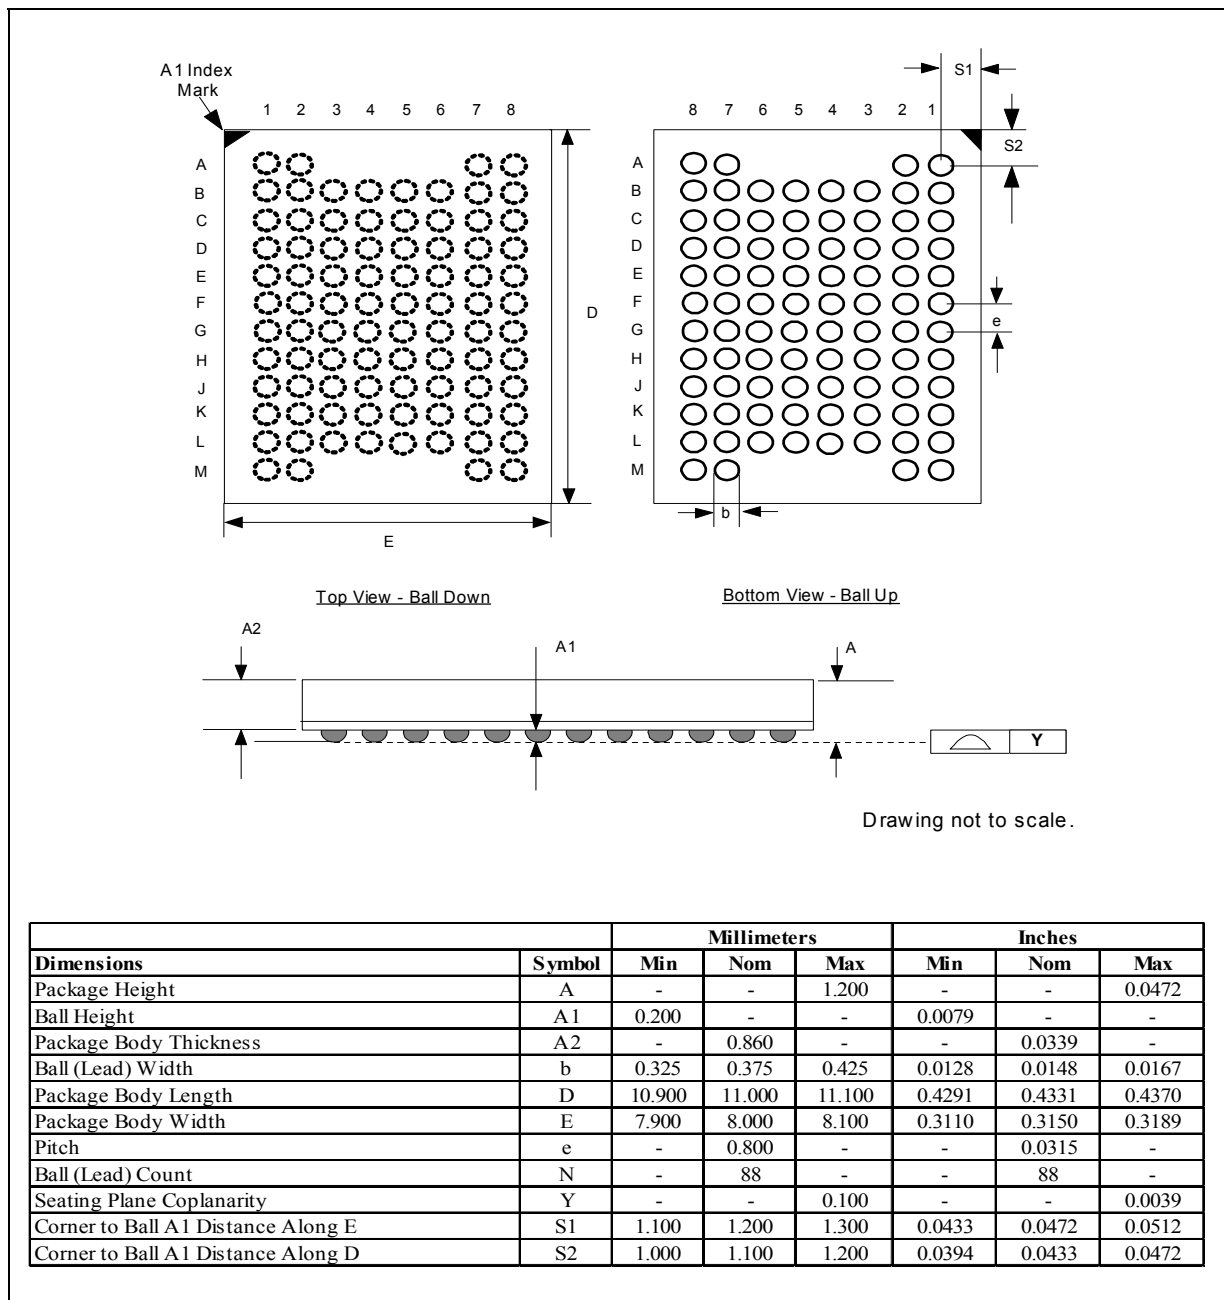 A1 Index
Mark
S1
1 2 3 4 5 6 7 8
8 7 6 5 4 3 2 1
S2
A
B
C
D
E
F
G
H
J
K
L
M
D
E
A
B
C
D
E
F
G
H
J
K
L
M
e
b
Top View - Ball Down
Bottom View - Ball Up
A2
A1
A
Y
Drawing not to scale.
Millimeters Inches
Dimensions Symbol Min Nom Max Min Nom Max
Package Height A - - 1.200 - - 0.0472
Ball Height A1 0.200 - - 0.0079 - -
Package Body Thickness A2 - 0.860 - - 0.0339 -
Ball (Lead) Width b 0.325 0.375 0.425 0.0128 0.0148 0.0167
Package Body Length D 10.900 11.000 11.100 0.4291 0.4331 0.4370
Package Body Width E 7.900 8.000 8.100 0.3110 0.3150 0.3189
Pitch e - 0.800 - - 0.0315 -
Ball (Lead) Count N - 88 - - 88 -
Seating Plane Coplanarity Y - - 0.100 - - 0.0039
Corner to Ball A1 Distance Along E S1 1.100 1.200 1.300 0.0433 0.0472 0.0512
Corner to Ball A1 Distance Along D S2 1.000 1.100 1.200 0.0394 0.0433 0.0472